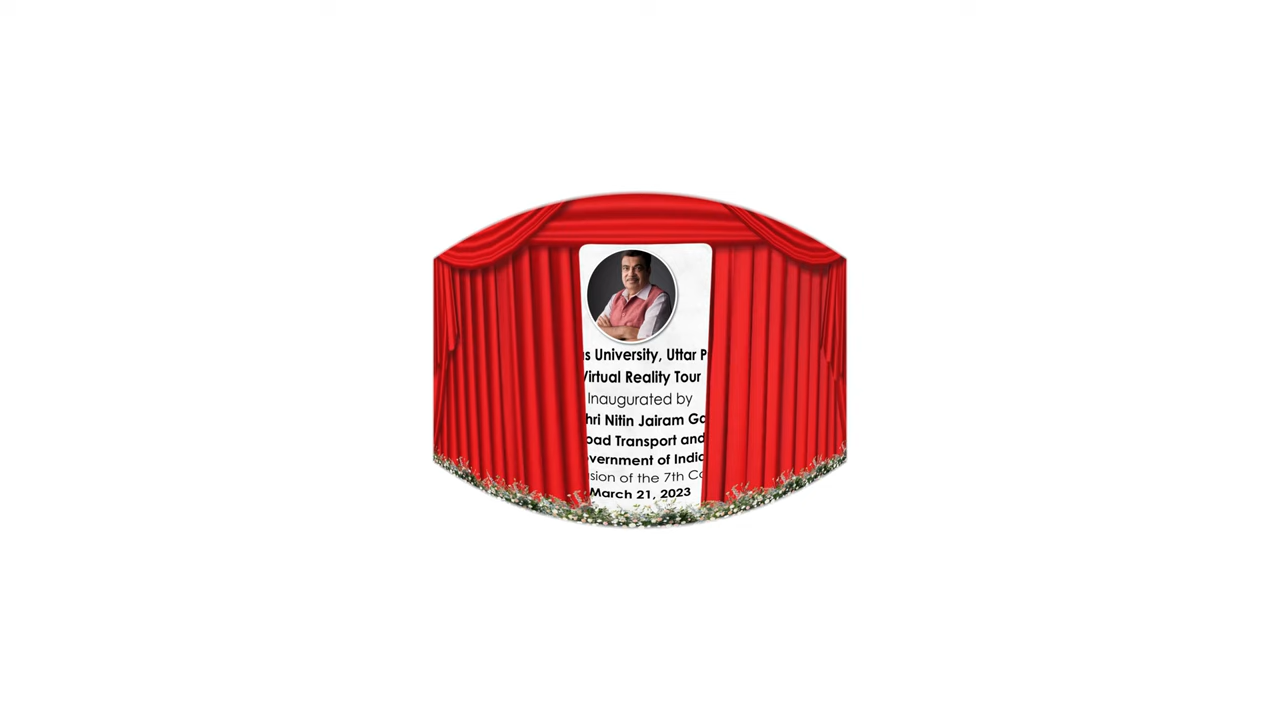 s University, Uttar P
Virtual Reality Tour
Inaugurated by
hri Nitin Jairam Ga
oad Transport and
vernment of India
sion of the 7th Co
March 21, 2023